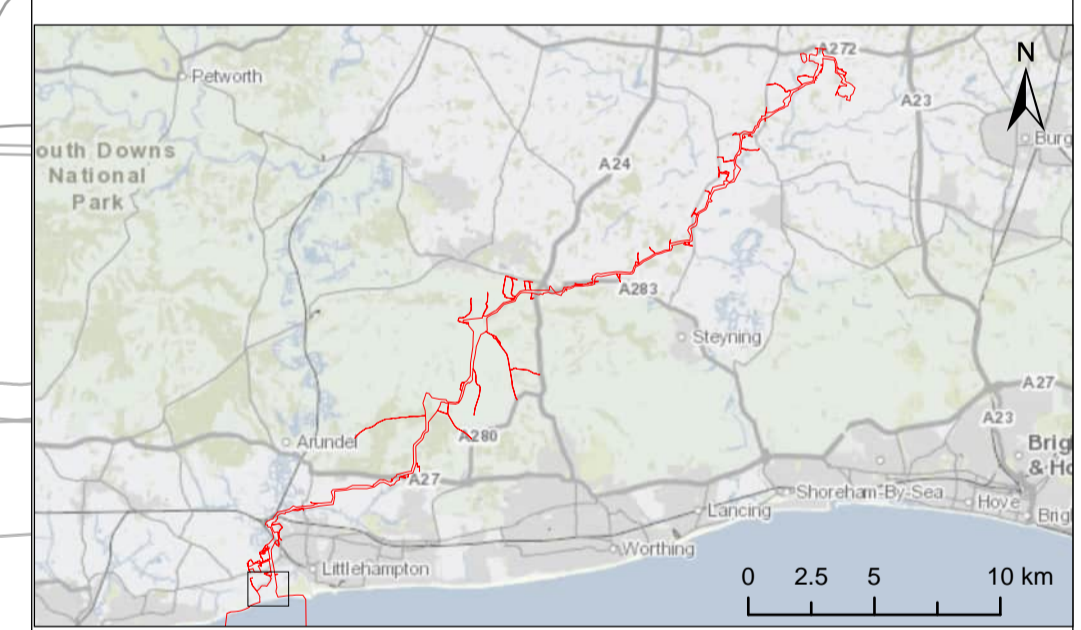 A272
N
Petworth
A23
Burg
outh Downs
National
Park
A24
A283
Steyning
A27
A23
Arundel
A280
Brig
& Ho
A27
Shoreham-By-Sea
Hove
Lancing
Brig
Worthing
Littlehampton
0 2.5 5 10 km